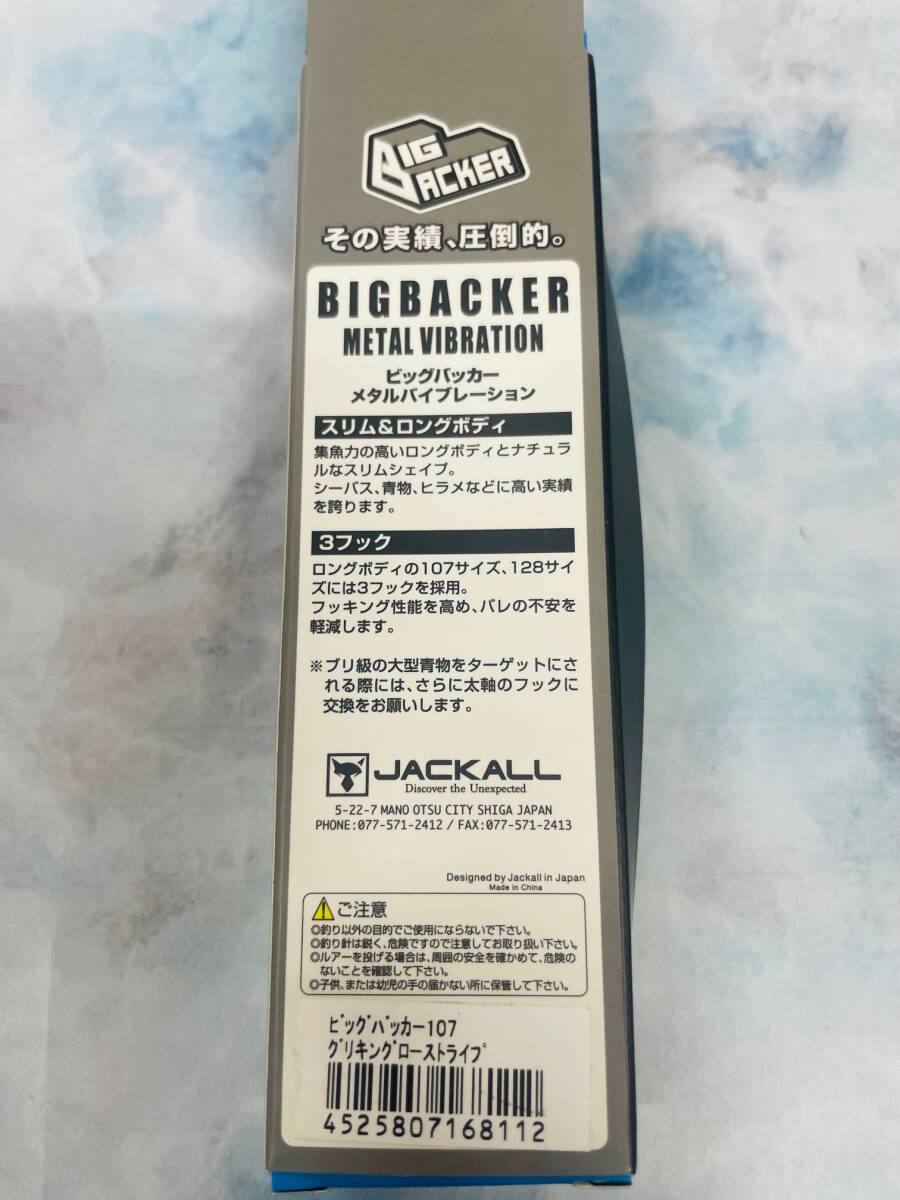 BIG
BACKER
その実績、圧倒的。
BIGBACKER
METAL VIBRATION
ビッグバッカー
メタルバイブレーション
スリム&ロングボディ
集魚力の高いロングボディとナチュラ
ルなスリムシェイプ。
シーバス、青物、ヒラメなどに高い実績
を誇ります。
3フック
ロングボディの107サイズ、128サイ
ズには3フックを採用。
フッキング性能を高め、バレの不安を
軽減します。
※ブリ級の大型青物をターゲットにさ
れる際には、さらに太軸のフックに
交換をお願いします。
JACKALL
Discover the Unexpected
5-22-7 MANO OTSU CITY SHIGA JAPAN
PHONE:077-571-2412 / FAX:077-571-2413
Designed by Jackall in Japan
Made in China
ご注意
◎釣り以外の目的でご使用にならないで下さい。
◎釣り針は鋭く、危険ですので注意してお取り扱い下さい。
◎ルアーを投げる場合は、周囲の安全を確かめて、危険の
ないことを確認して下さい。
◎子供、または幼児の手の届かない所に保管して下さい。
ビッグバッカー107
グリキングローストライプ
4525807168112